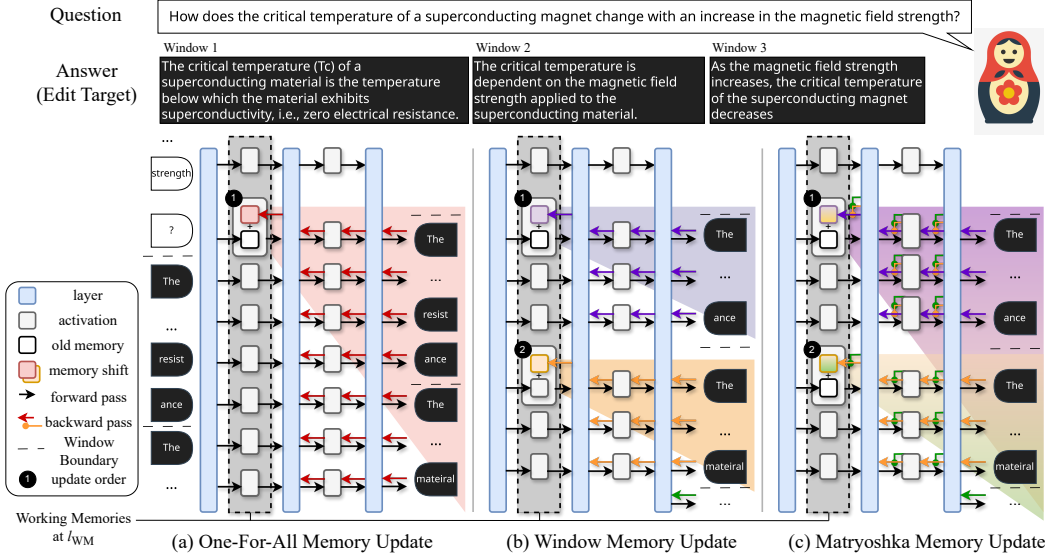 Question
How does the critical temperature of a superconducting magnet change with an increase in the magnetic field strength?
Answer
(Edit Target)
Window 1
The critical temperature (Tc) of a
superconducting material is the temperature
below which the material exhibits
superconductivity, i.e., zero electrical resistance.
Window 2
The critical temperature is
dependent on the magnetic field
strength applied to the
superconducting material.
Window 3
As the magnetic field strength
increases, the critical temperature
of the superconducting magnet
decreases
...
strength
?
The
...
resist
ance
The
...
layer
activation
old memory
memory shift
forward pass
backward pass
Window
Boundary
1 update order
Working Memories
at lWM
1
+
The
...
resist
ance
The
...
mateiral
(a) One-For-All Memory Update
1
+
2
+
The
...
ance
The
...
mateiral
...
(b) Window Memory Update
1
+
2
+
The
...
ance
The
...
mateiral
...
(c) Matryoshka Memory Update